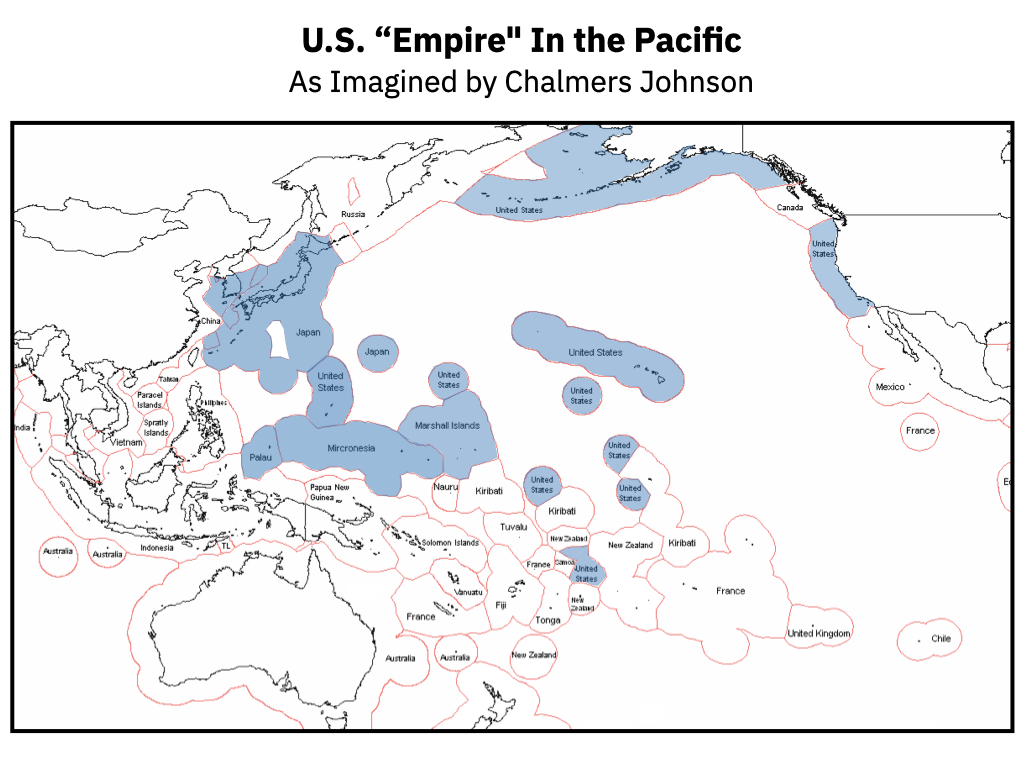 U.S. “Empire" In the Pacific
As Imagined by Chalmers Johnson
United States
Russia
Canada
United
States
China
Japan
Japan
United States
United
States
United
States
United
States
Mexico
Taiwan
Paracel
Islands
Spratly
Islands
Vietnam
India
France
Marshall Islands
Mircronesia
Palau
United
States
United
States
United
States
Papua New
Guinea
Nauru
Kiribati
Kiribati
Tuvalu
New Zealand
New Zealand
Kiribati
Solomon Islands
Indonesia
TL
Australia
Australia
France
Samoa
United
States
France
Vanuatu
Fiji
New
Zealand
Tonga
France
United Kingdom
Chile
Australia
Australia
New Zealand